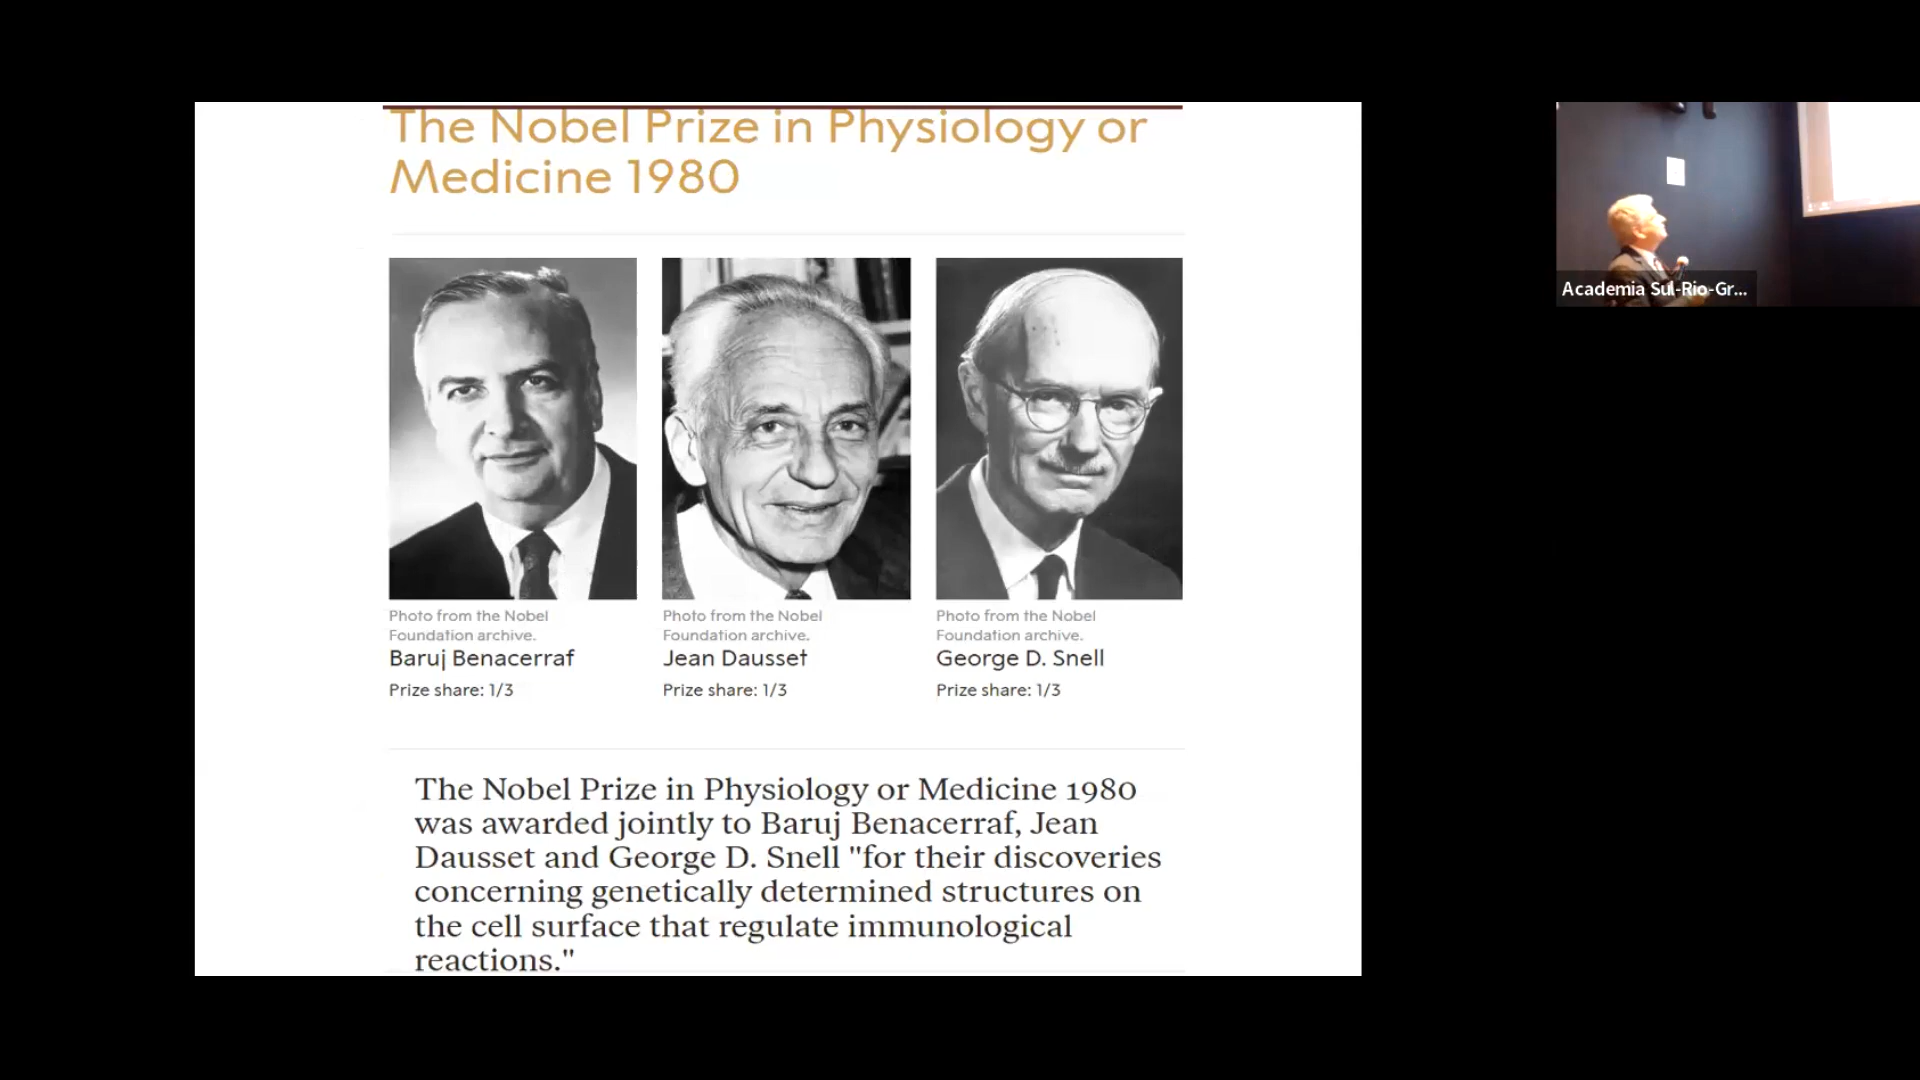 The Nobel Prize in Physiology or
Medicine 1980
Photo from the Nobel
Foundation archive.
Baruj Benacerraf
Prize share: 1/3
Photo from the Nobel
Foundation archive.
Jean Dausset
Prize share: 1/3
Photo from the Nobel
Foundation archive.
George D. Snell
Prize share: 1/3
The Nobel Prize in Physiology or Medicine 1980
was awarded jointly to Baruj Benacerraf, Jean
Dausset and George D. Snell "for their discoveries
concerning genetically determined structures on
the cell surface that regulate immunological
reactions."
Academia Sul-Rio-Gr...